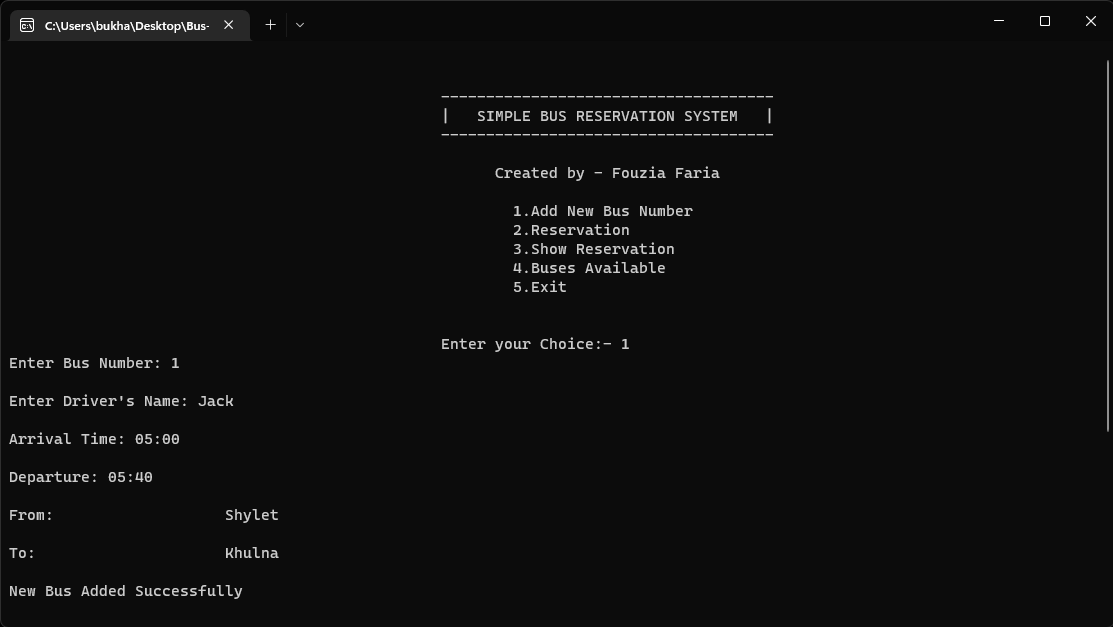 C:\Users\bukha\Desktop\Bus-
-------------------------------------
|   SIMPLE BUS RESERVATION SYSTEM   |
-------------------------------------
Created by - Fouzia Faria
1.Add New Bus Number
2.Reservation
3.Show Reservation
4.Buses Available
5.Exit
Enter your Choice:- 1
Enter Bus Number: 1
Enter Driver's Name: Jack
Arrival Time: 05:00
Departure: 05:40
From:                   Shylet
To:                     Khulna
New Bus Added Successfully